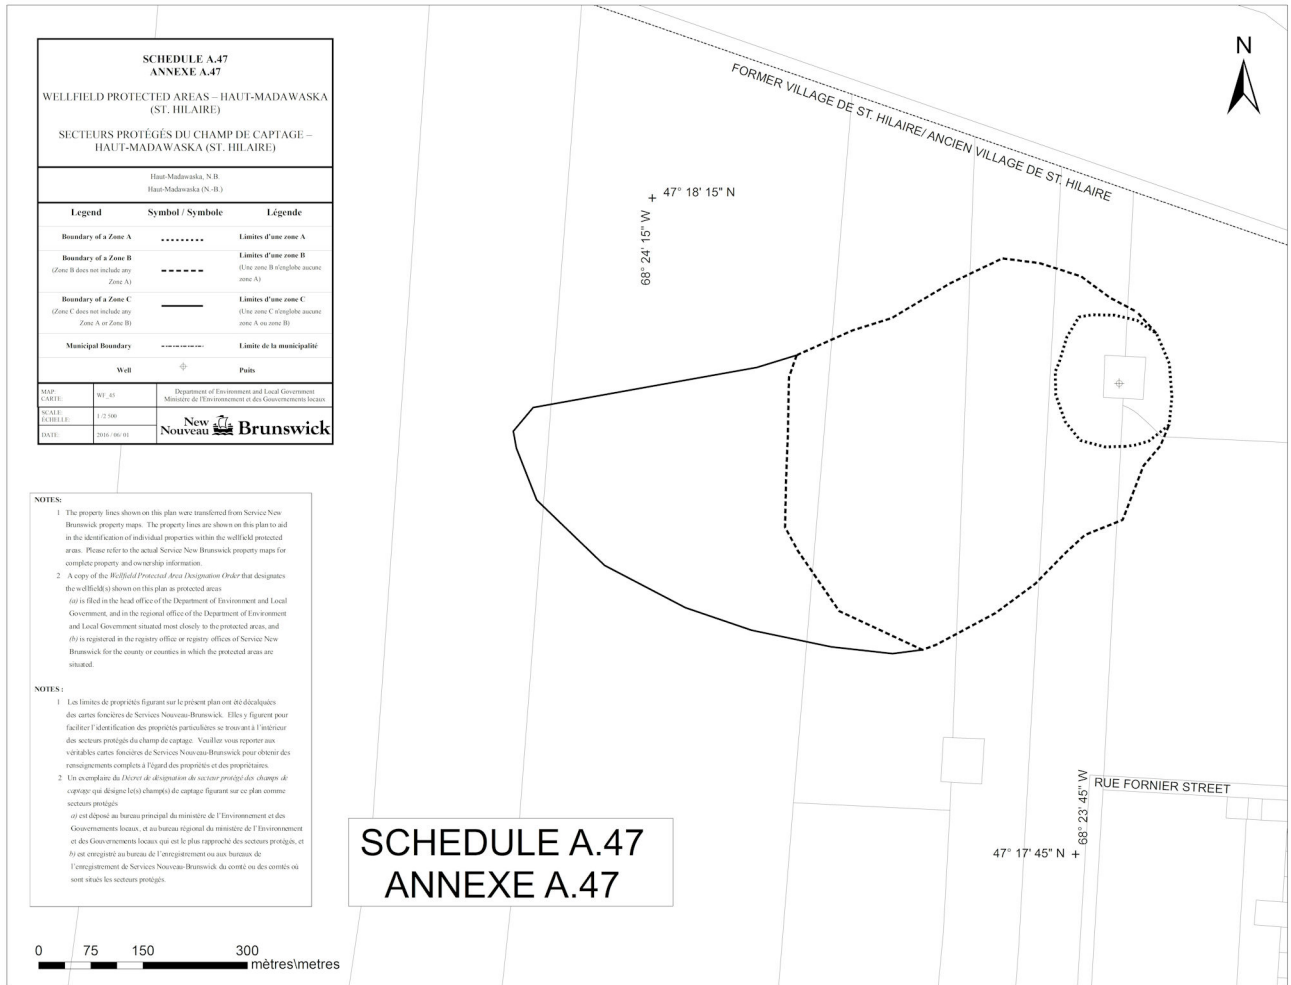 SCHEDULE A.47
ANNEXE A.47
WELLFIELD PROTECTED AREAS – HAUT-MADAWASKA
(ST. HILAIRE)
SECTEURS PROTÉGÉS DU CHAMP DE CAPTAGE –
HAUT-MADAWASKA (ST. HILAIRE)
Haut-Madawaska, N.B.
Haut-Madawaska (N.-B.)
Legend Symbol / Symbole Légende
Boundary of a Zone A Limites d'une zone A
Boundary of a Zone B Limites d'une zone B
(Zone B does not include any (Une zone B n'englobe aucune
Zone A) zone A)
Boundary of a Zone C Limites d'une zone C
(Zone C does not include any (Une zone C n'englobe aucune
Zone A or Zone B) zone A ou zone B)
Municipal Boundary Limite de la municipalité
Well Puits
MAP: Department of Environment and Local Government
CARTE: Ministère de l'Environnement et des Gouvernements locaux
SCALE: 1 /2 500
ÉCHELLE:
DATE: 2016 / 06/ 01
New Nouveau Brunswick
NOTES:
1 The property lines shown on this plan were transferred from Service New
Brunswick property maps. The property lines are shown on this plan to aid
in the identification of individual properties within the wellfield protected
areas. Please refer to the actual Service New Brunswick property maps for
complete property and ownership information.
2 A copy of the Wellfield Protected Area Designation Order that designates
the wellfield(s) shown on this plan as protected areas
(a) is filed in the head office of the Department of Environment and Local
Government, and in the regional office of the Department of Environment
and Local Government situated most closely to the protected areas, and
(b) is registered in the registry office or registry offices of Service New
Brunswick for the county or counties in which the protected areas are
situated.
NOTES :
1 Les limites de propriétés figurant sur le présent plan ont été décalquées
des cartes foncières de Services Nouveau-Brunswick. Elles y figurent pour
faciliter l'identification des propriétés particulières se trouvant à l'intérieur
des secteurs protégés du champ de captage. Veuillez vous reporter aux
véritables cartes foncières de Services Nouveau-Brunswick pour obtenir des
renseignements complets à l'égard des propriétés et des propriétaires.
2 Un exemplaire du Décret de désignation du secteur protégé des champs de
captage qui désigne le(s) champ(s) de captage figurant sur ce plan comme
secteurs protégés
a) est déposé au bureau principal du ministère de l'Environnement et des
Gouvernements locaux, et au bureau régional du ministère de l'Environnement
et des Gouvernements locaux qui est le plus rapproché des secteurs protégés, et
b) est enregistré au bureau de l'enregistrement ou aux bureaux de
l'enregistrement de Services Nouveau-Brunswick du comté ou des comtés où
sont situés les secteurs protégés.
0 75 150 300
mètres\metres
SCHEDULE A.47
ANNEXE A.47
FORMER VILLAGE DE ST. HILAIRE/ ANCIEN VILLAGE DE ST. HILAIRE
N
47° 18' 15" N
68° 24' 15" W
RUE FORNIER STREET
68° 23' 45" W
47° 17' 45" N